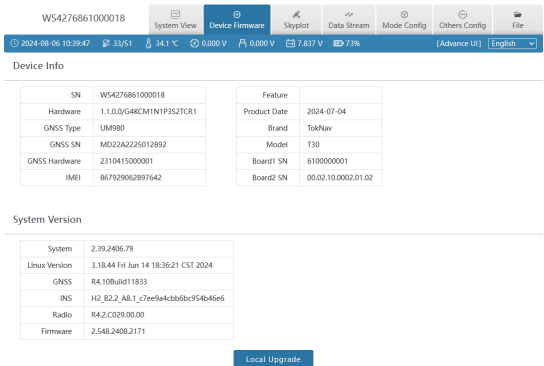 W54276861000018
System View
Device Firmware
Skyplot
Data Stream
Mode Config
Others Config
File
2024-08-06 10:39:47 33/51 34.1 ℃ 0.000 V 0.000 V 7.837 V 73% [Advance UI] English
Device Info
SN W54276861000018
Hardware 1.1.0.0/G4KCM1N1P3S2TCR1
GNSS Type UM980
GNSS SN MD22A2225012892
GNSS Hardware 2310415000001
IMEI 867929062897642
Feature
Product Date 2024-07-04
Brand TokNav
Model T30
Board1 SN 6100000001
Board2 SN 00.02.10.0002.01.02
System Version
System 2.39.2406.79
Linux Version 3.18.44 Fri Jun 14 18:36:21 CST 2024
GNSS R4.10Build11833
INS H2_B2.2_A8.1_c7ee9a4cbb6bc954b46e6
Radio R4.2.C029.00.00
Firmware 2.548.2408.2171
Local Upgrade